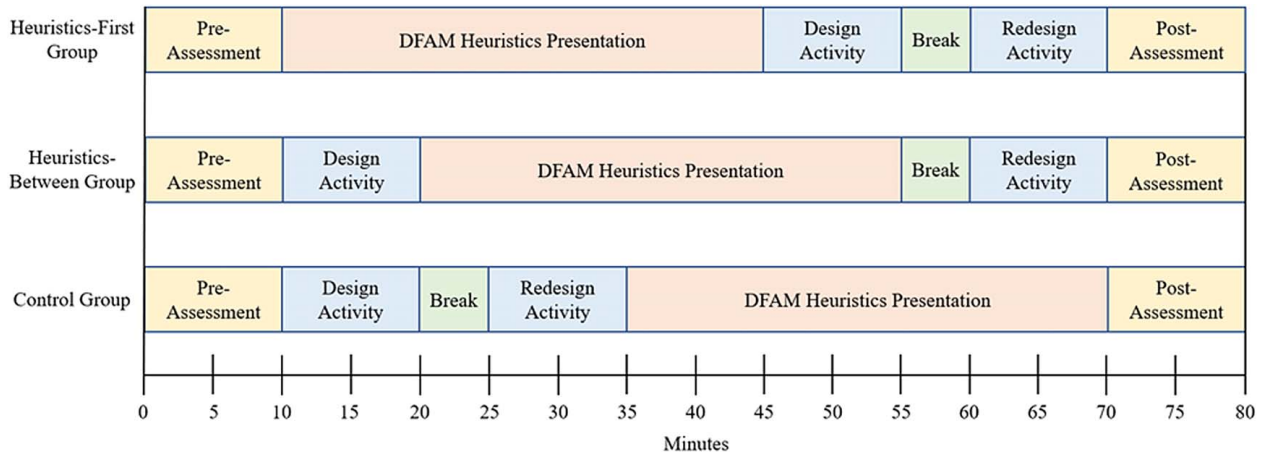 Heuristics-First
Group
Pre-
Assessment
DFAM Heuristics Presentation
Design
Activity
Break
Redesign
Activity
Post-
Assessment
Heuristics-
Between Group
Pre-
Assessment
Design
Activity
DFAM Heuristics Presentation
Break
Redesign
Activity
Post-
Assessment
Control Group
Pre-
Assessment
Design
Activity
Break
Redesign
Activity
DFAM Heuristics Presentation
Post-
Assessment
0 5 10 15 20 25 30 35 40 45 50 55 60 65 70 75 80
Minutes